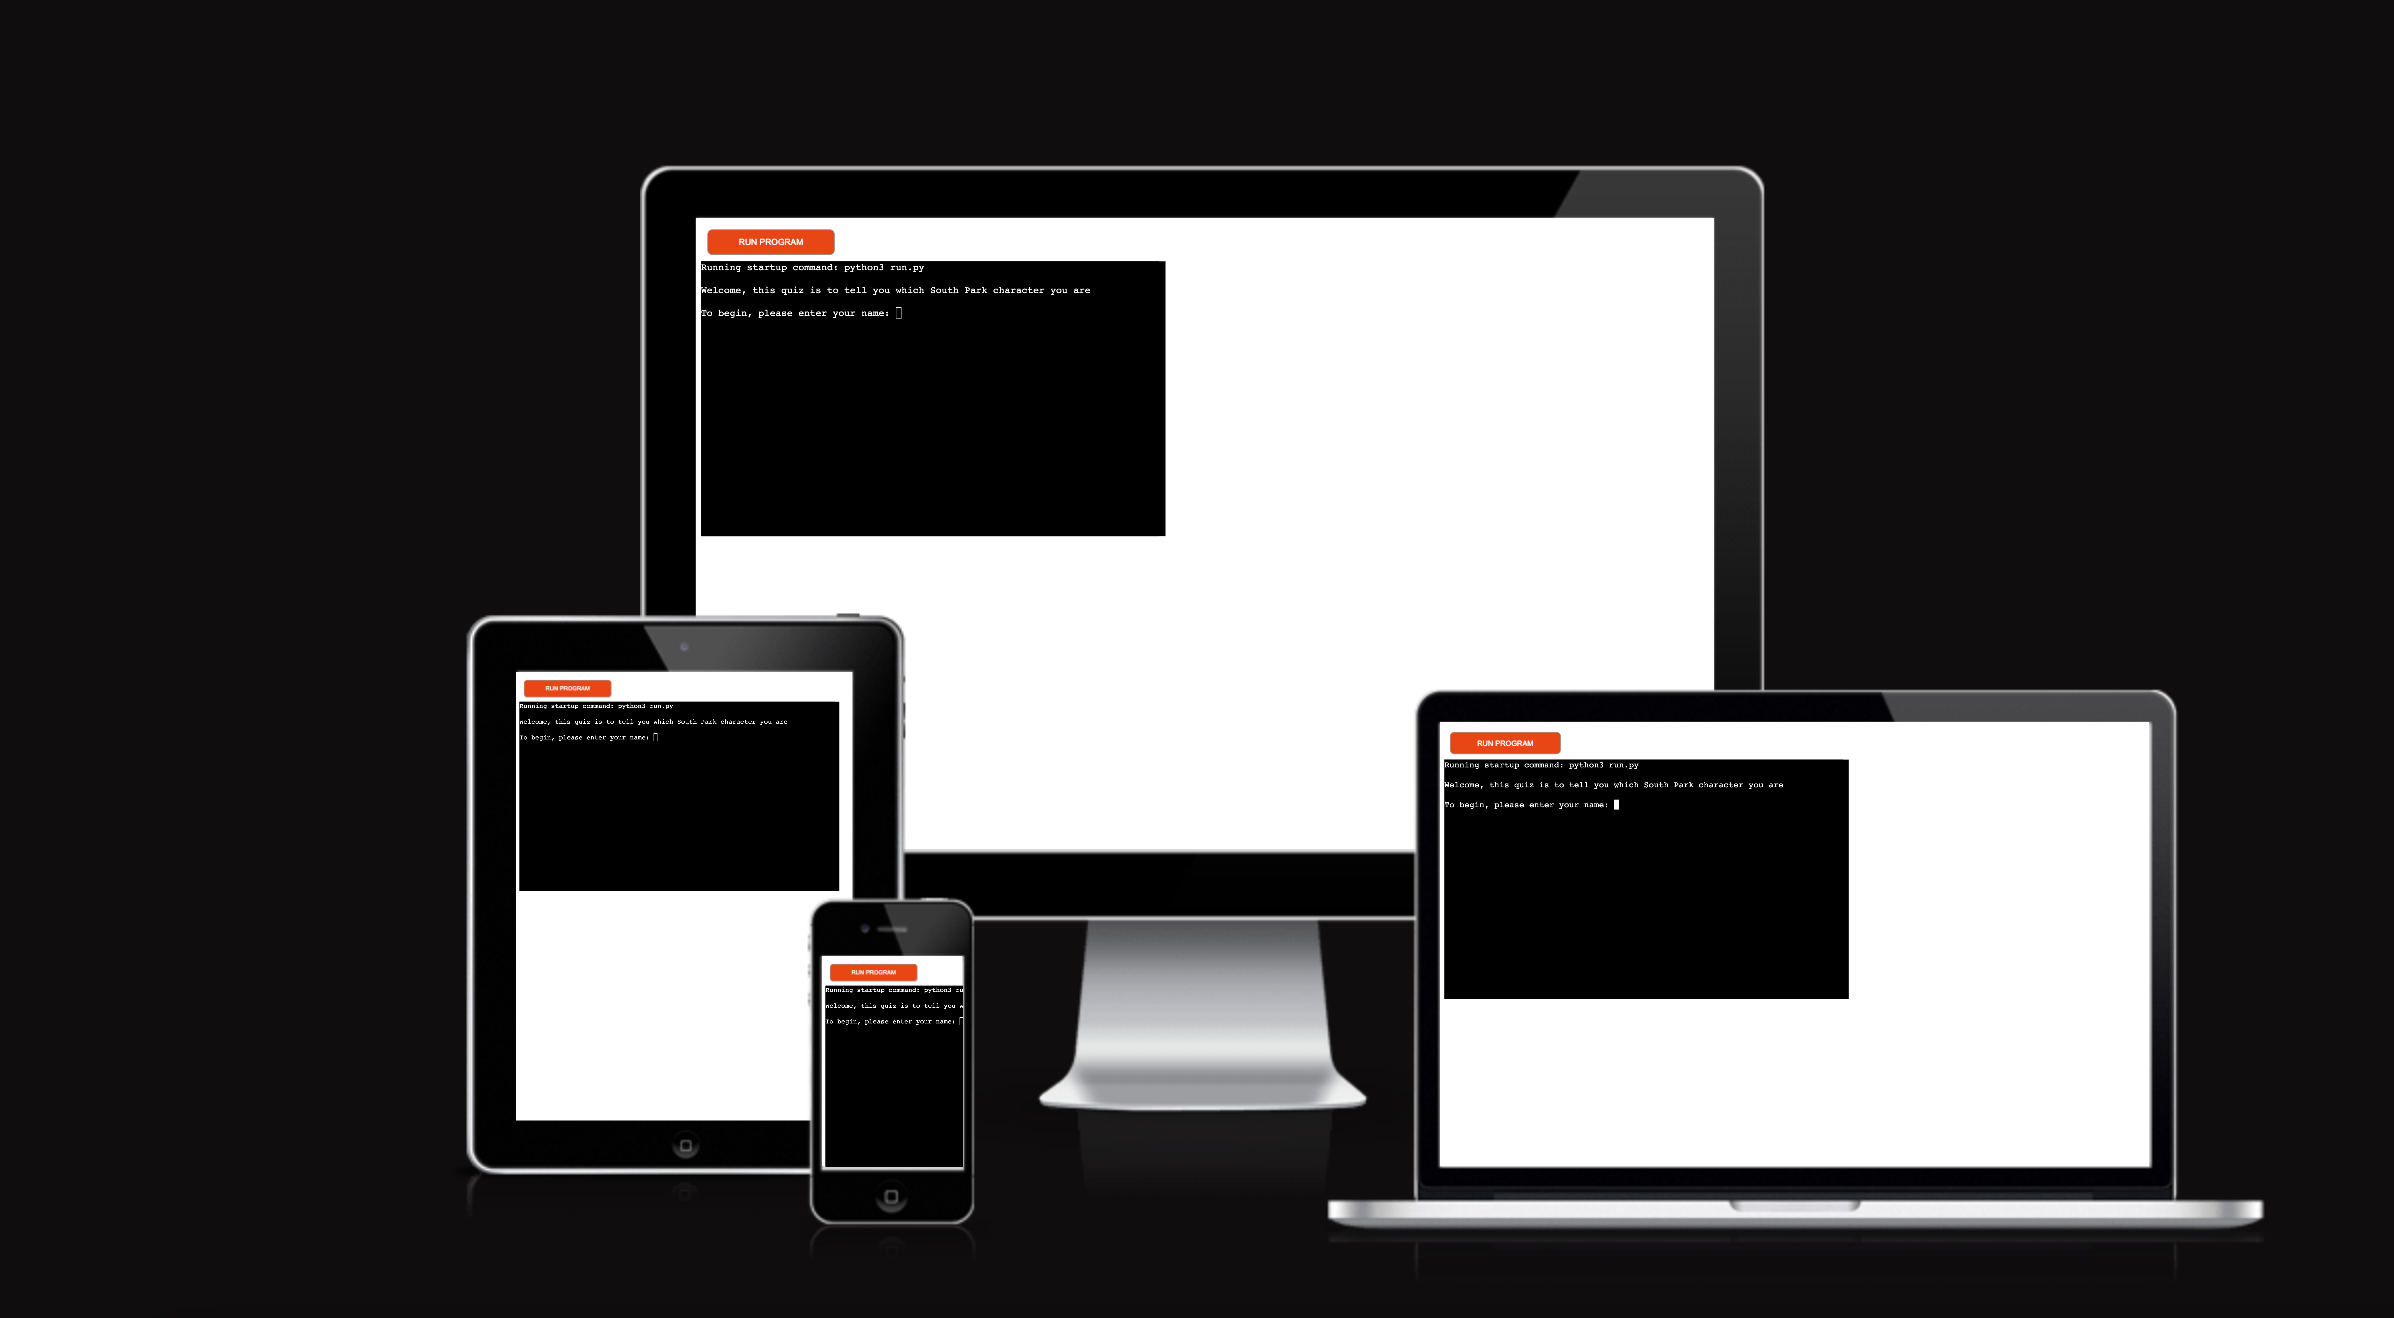 RUN PROGRAM
Running startup command: python3 run.py
Welcome, this quiz is to tell you which South Park character you are
To begin, please enter your name:
RUN PROGRAM
Running startup command: python3 run.py
Welcome, this quiz is to tell you which South Park character you are
To begin, please enter your name:
RUN PROGRAM
Running startup command: python3 ru
Welcome, this quiz is to tell you w
To begin, please enter your name:
RUN PROGRAM
Running startup command: python3 run.py
Welcome, this quiz is to tell you which South Park character you are
To begin, please enter your name: